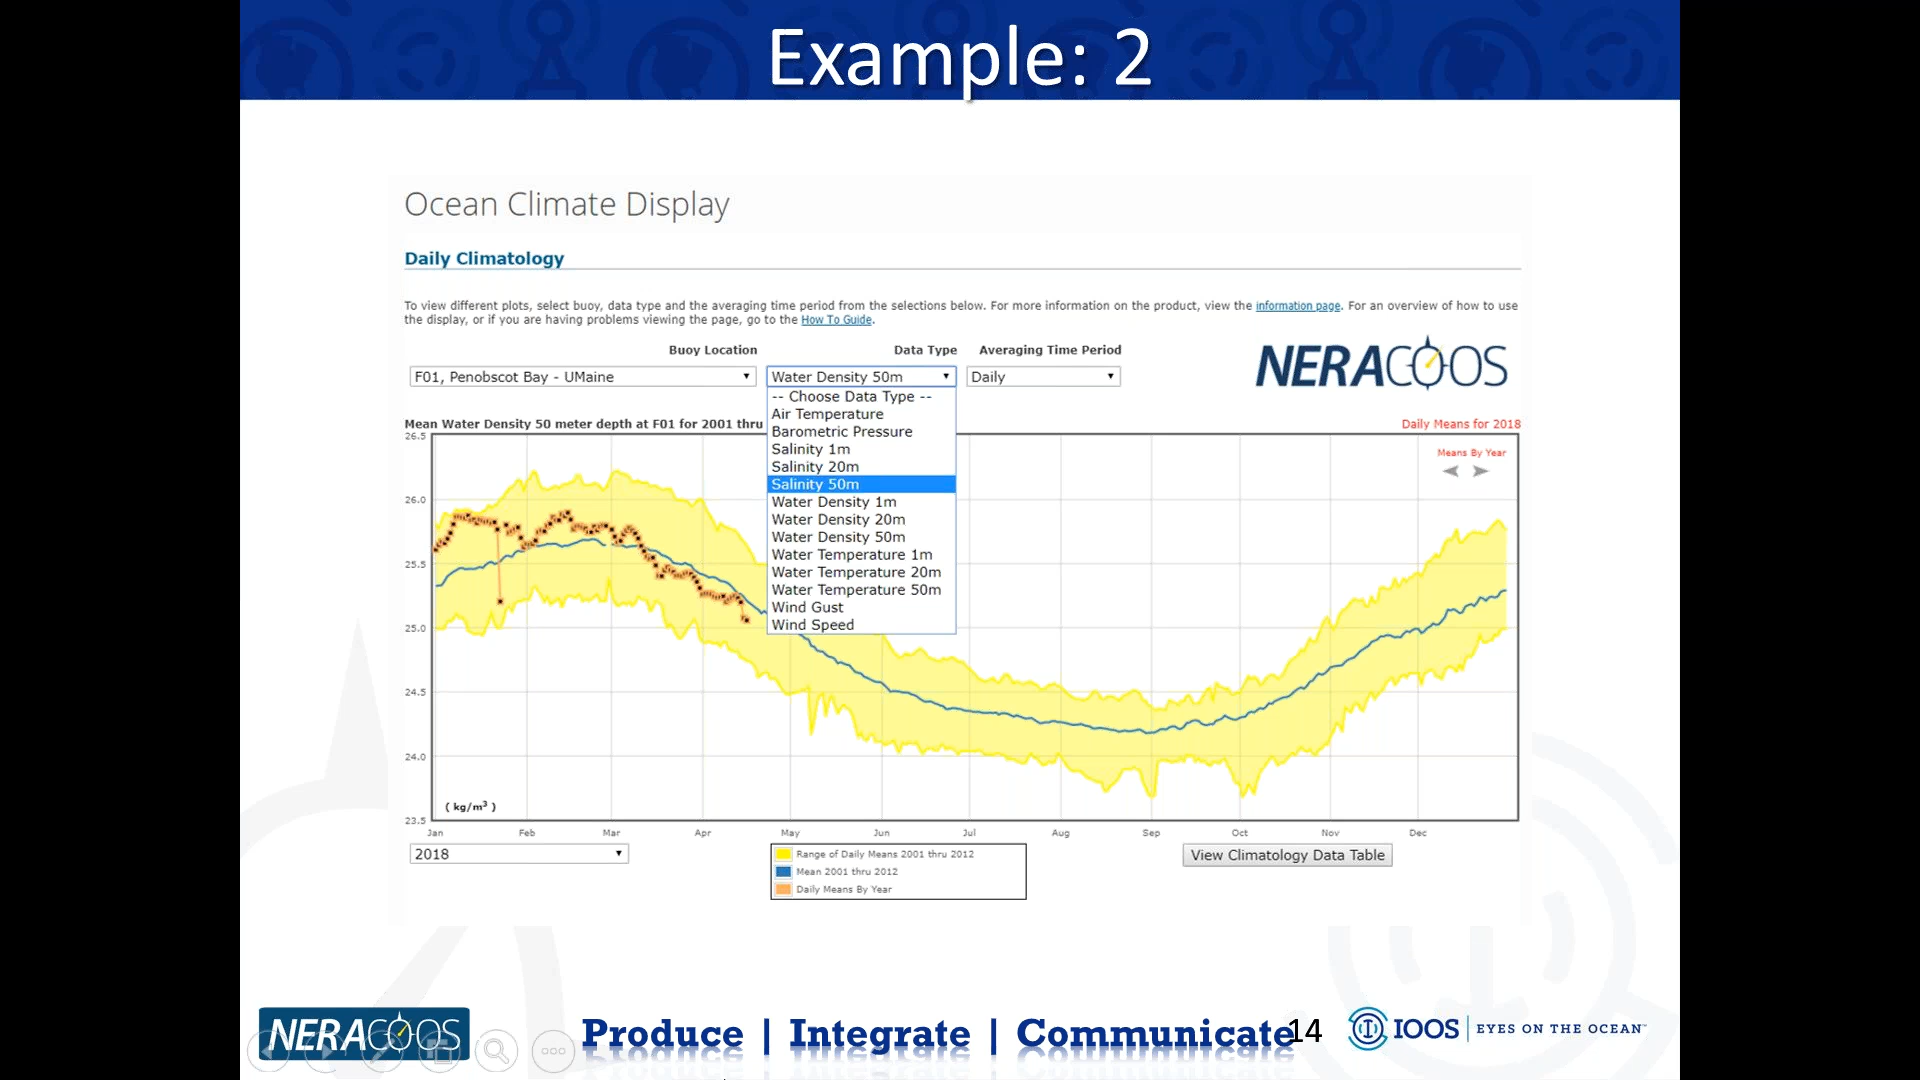 Example: 2
Ocean Climate Display
Daily Climatology
To view different plots, select buoy, data type and the averaging time period from the selections below. For more information on the product, view the information page. For an overview of how to use
the display, or if you are having problems viewing the page, go to the How To Guide.
Buoy Location Data Type Averaging Time Period
F01, Penobscot Bay - UMaine Water Density 50m Daily
NERACOOS
-- Choose Data Type --
Air Temperature
Barometric Pressure
Salinity 1m
Salinity 20m
Salinity 50m
Water Density 1m
Water Density 20m
Water Density 50m
Water Temperature 1m
Water Temperature 20m
Water Temperature 50m
Wind Gust
Wind Speed
Mean Water Density 50 meter depth at F01 for 2001 thru
Daily Means for 2018
Means By Year
26.5
26.0
25.5
25.0
24.5
24.0
23.5
( kg/m³ )
Jan Feb Mar Apr May Jun Jul Aug Sep Oct Nov Dec
2018
Range of Daily Means 2001 thru 2012
Mean 2001 thru 2012
Daily Means By Year
View Climatology Data Table
NERACOOS
Produce | Integrate | Communicate
14
IOOS EYES ON THE OCEAN™